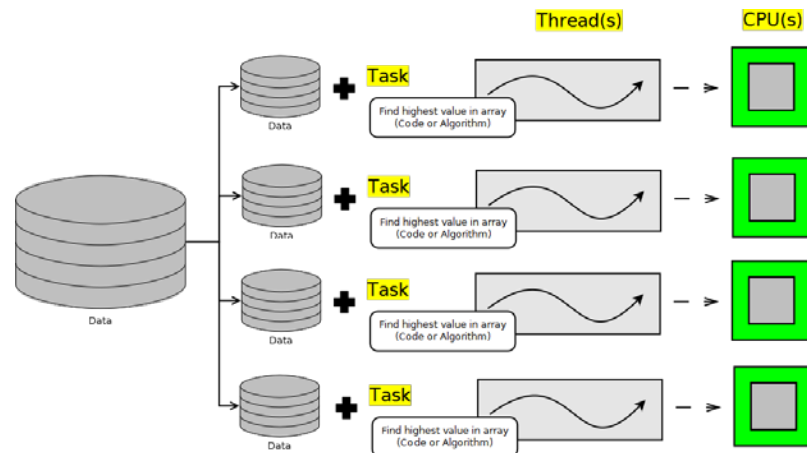 Thread(s)
CPU(s)
Task
Find highest value in array
(Code or Algorithm)
Data
Task
Find highest value in array
(Code or Algorithm)
Data
Data
Task
Find highest value in array
(Code or Algorithm)
Data
Task
Find highest value in array
(Code or Algorithm)
Data